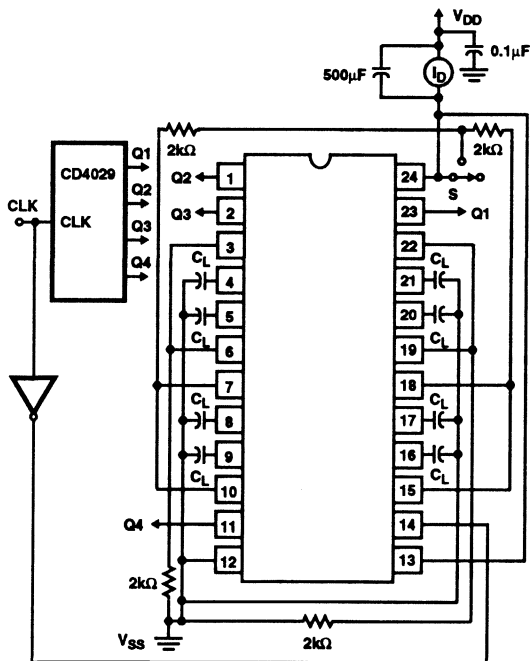 VDD
500μF
ID
0.1μF
2kΩ
2kΩ
S
CD4029
CLK
CLK
Q1
Q2
Q3
Q4
Q2
1
24
Q3
2
23
Q1
3
22
CL
4
21
CL
5
20
CL
6
19
CL
7
18
CL
8
17
CL
9
16
CL
10
15
CL
Q4
11
14
12
13
2kΩ
VSS
2kΩ